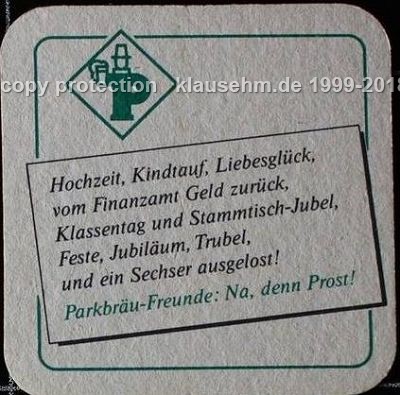 copy protection klausehm.de 1999-2018
P
Hochzeit, Kindtauf, Liebesglück,
vom Finanzamt Geld zurück,
Klassentag und Stammtisch-Jubel,
Feste, Jubiläum, Trubel,
und ein Sechser ausgelost!
Parkbräu-Freunde: Na, denn Prost!